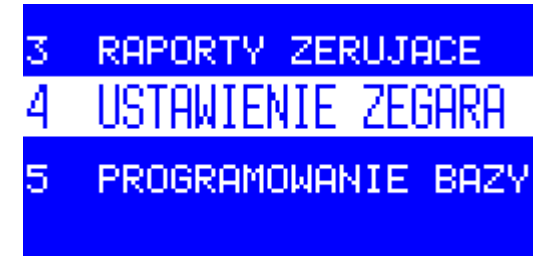 3 RAPORTY ZERUJACE
4 USTAWIENIE ZEGARA
5 PROGRAMOWANIE BAZY